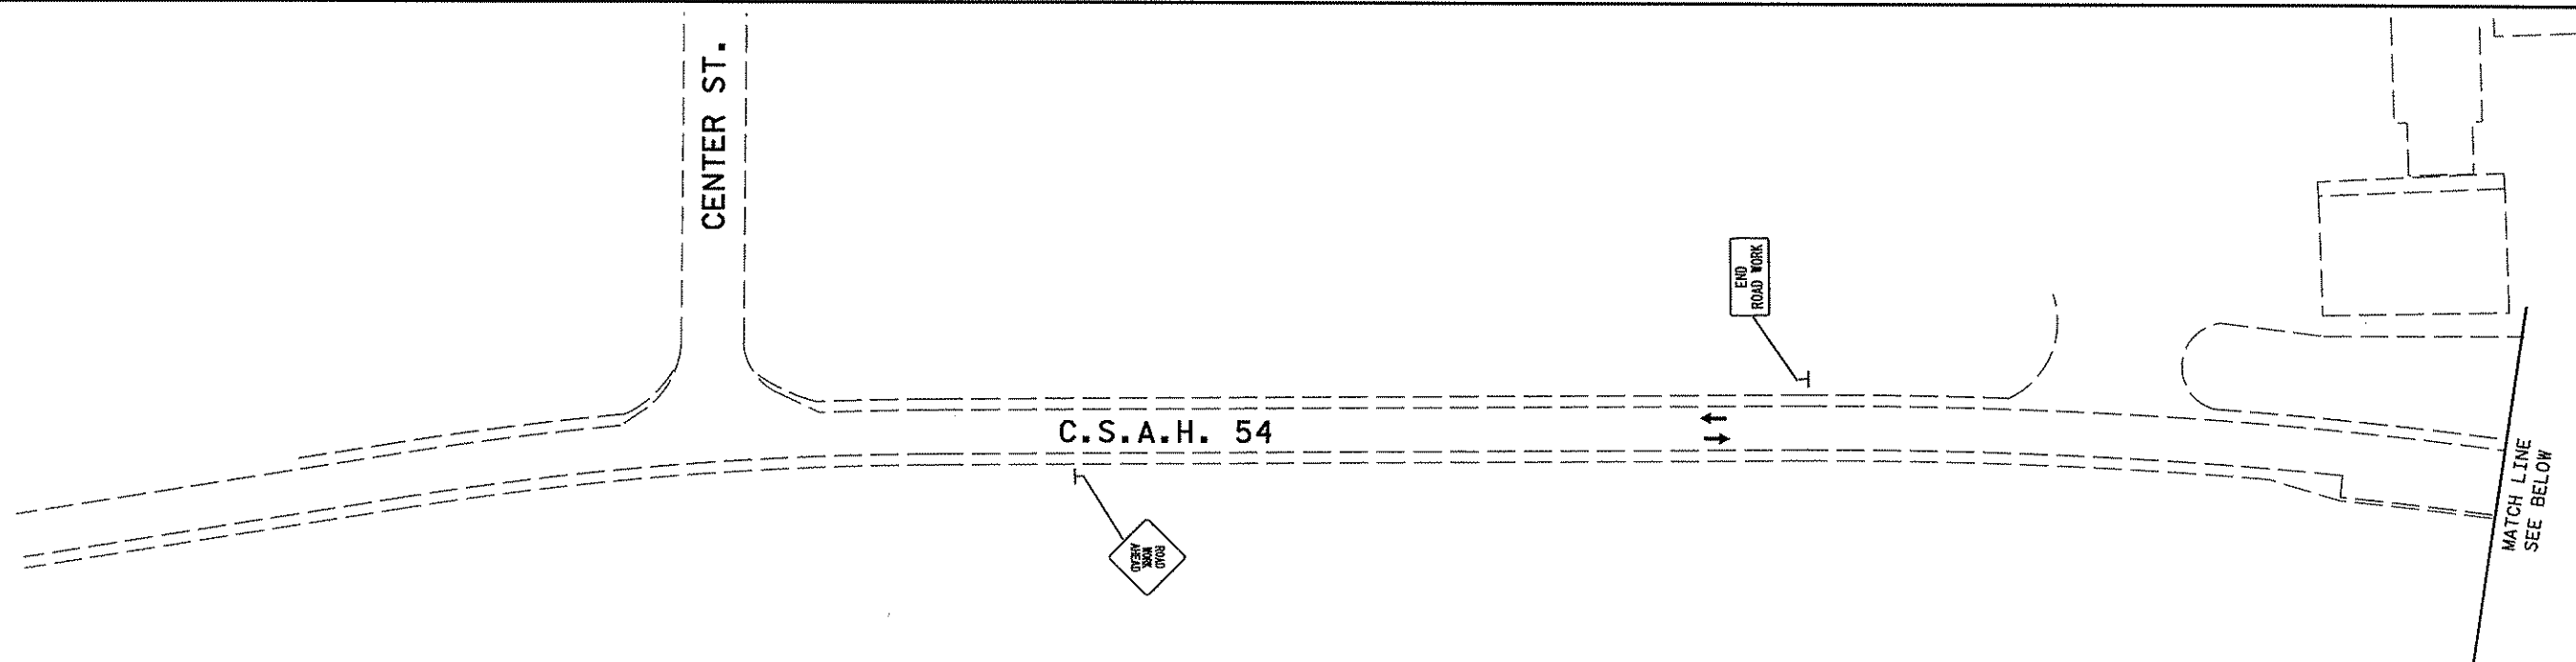 CENTER ST.
END
ROAD WORK
C.S.A.H. 54
ROAD
WORK
AHEAD
MATCH LINE
SEE BELOW